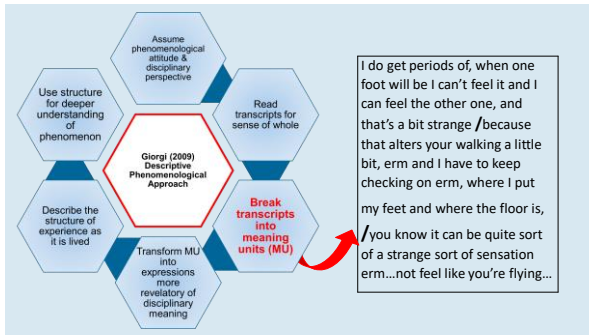 Assume
phenomenological
attitude &
disciplinary
perspective
Read
transcripts for
sense of whole
Break
transcripts
into
meaning
units (MU)
Transform MU
into
expressions
more
revelatory of
disciplinary
meaning
Describe the
structure of
experience as
it is lived
Use structure
for deeper
understanding
of
phenomenon
Giorgi (2009)
Descriptive
Phenomenological
Approach
I do get periods of, when one
foot will be I can't feel it and I
can feel the other one, and
that's a bit strange /because
that alters your walking a little
bit, erm and I have to keep
checking on erm, where I put
my feet and where the floor is,
/you know it can be quite sort
of a strange sort of sensation
erm...not feel like you're flying...